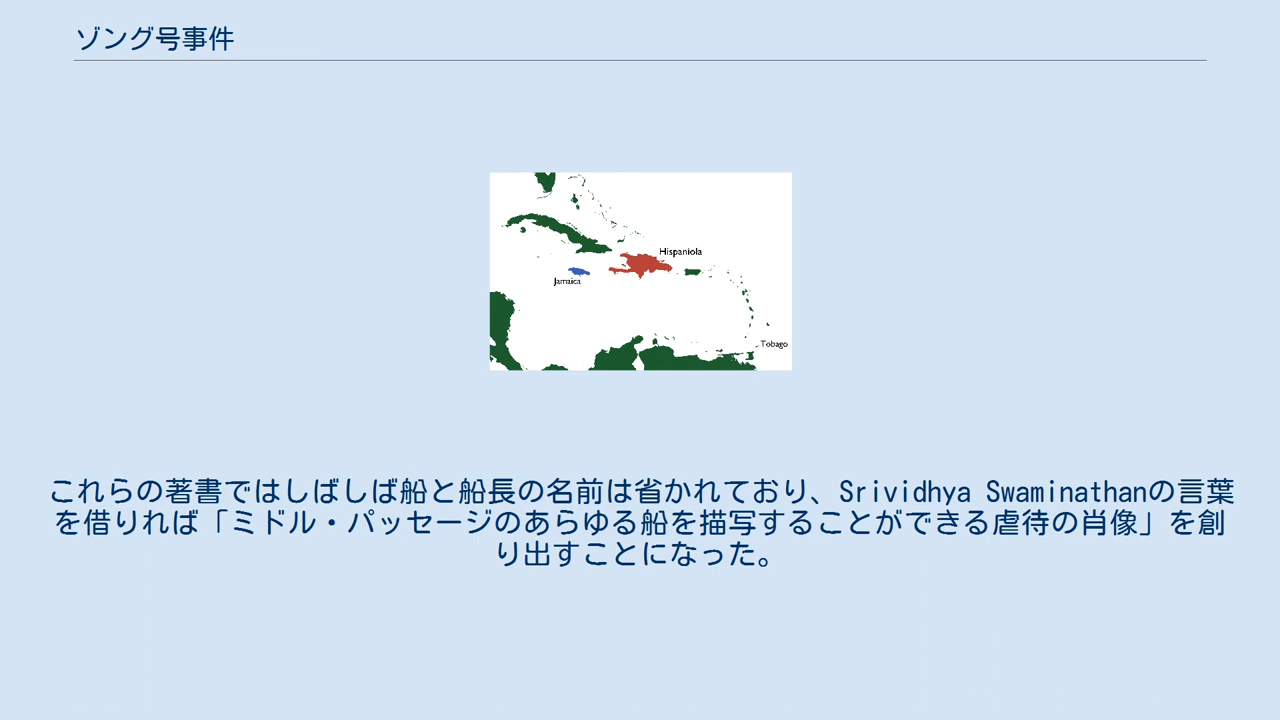 ゾング号事件
Hispaniola
Jamaica
Tobago
これらの著書ではしばしば船と船長の名前は省かれており、Srividhya Swaminathanの言葉
を借りれば「ミドル・パッセージのあらゆる船を描写することができる虐待の肖像」を創
り出すことになった。